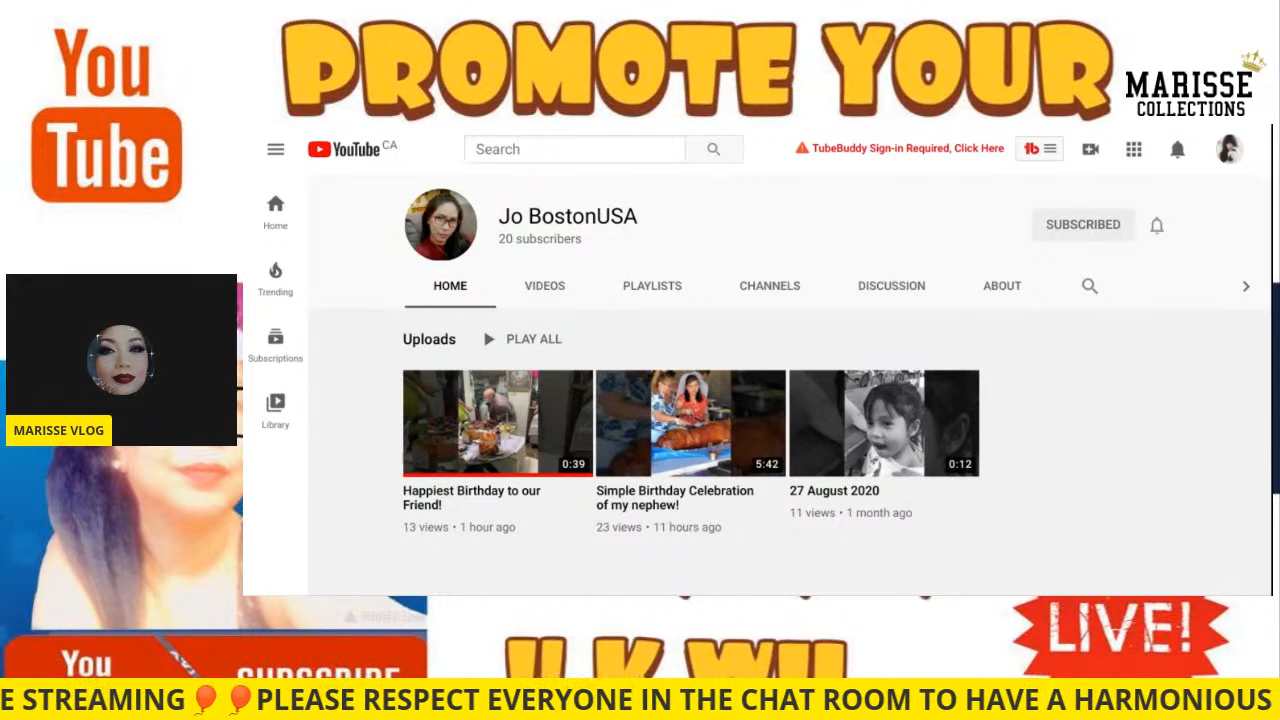 You
Tube
PROMOTE YOUR
MARISSE
COLLECTIONS
YouTube CA
Search
TubeBuddy Sign-in Required, Click Here
tb
Home
Trending
Subscriptions
Library
Jo BostonUSA
20 subscribers
SUBSCRIBED
HOME VIDEOS PLAYLISTS CHANNELS DISCUSSION ABOUT
Uploads PLAY ALL
0:39
5:42
0:12
Happiest Birthday to our
Friend!
13 views • 1 hour ago
Simple Birthday Celebration
of my nephew!
23 views • 11 hours ago
27 August 2020
11 views • 1 month ago
MARISSE VLOG
You
SUBSCRIBE
LIVE!
E STREAMING🎈🎈PLEASE RESPECT EVERYONE IN THE CHAT ROOM TO HAVE A HARMONIOUS